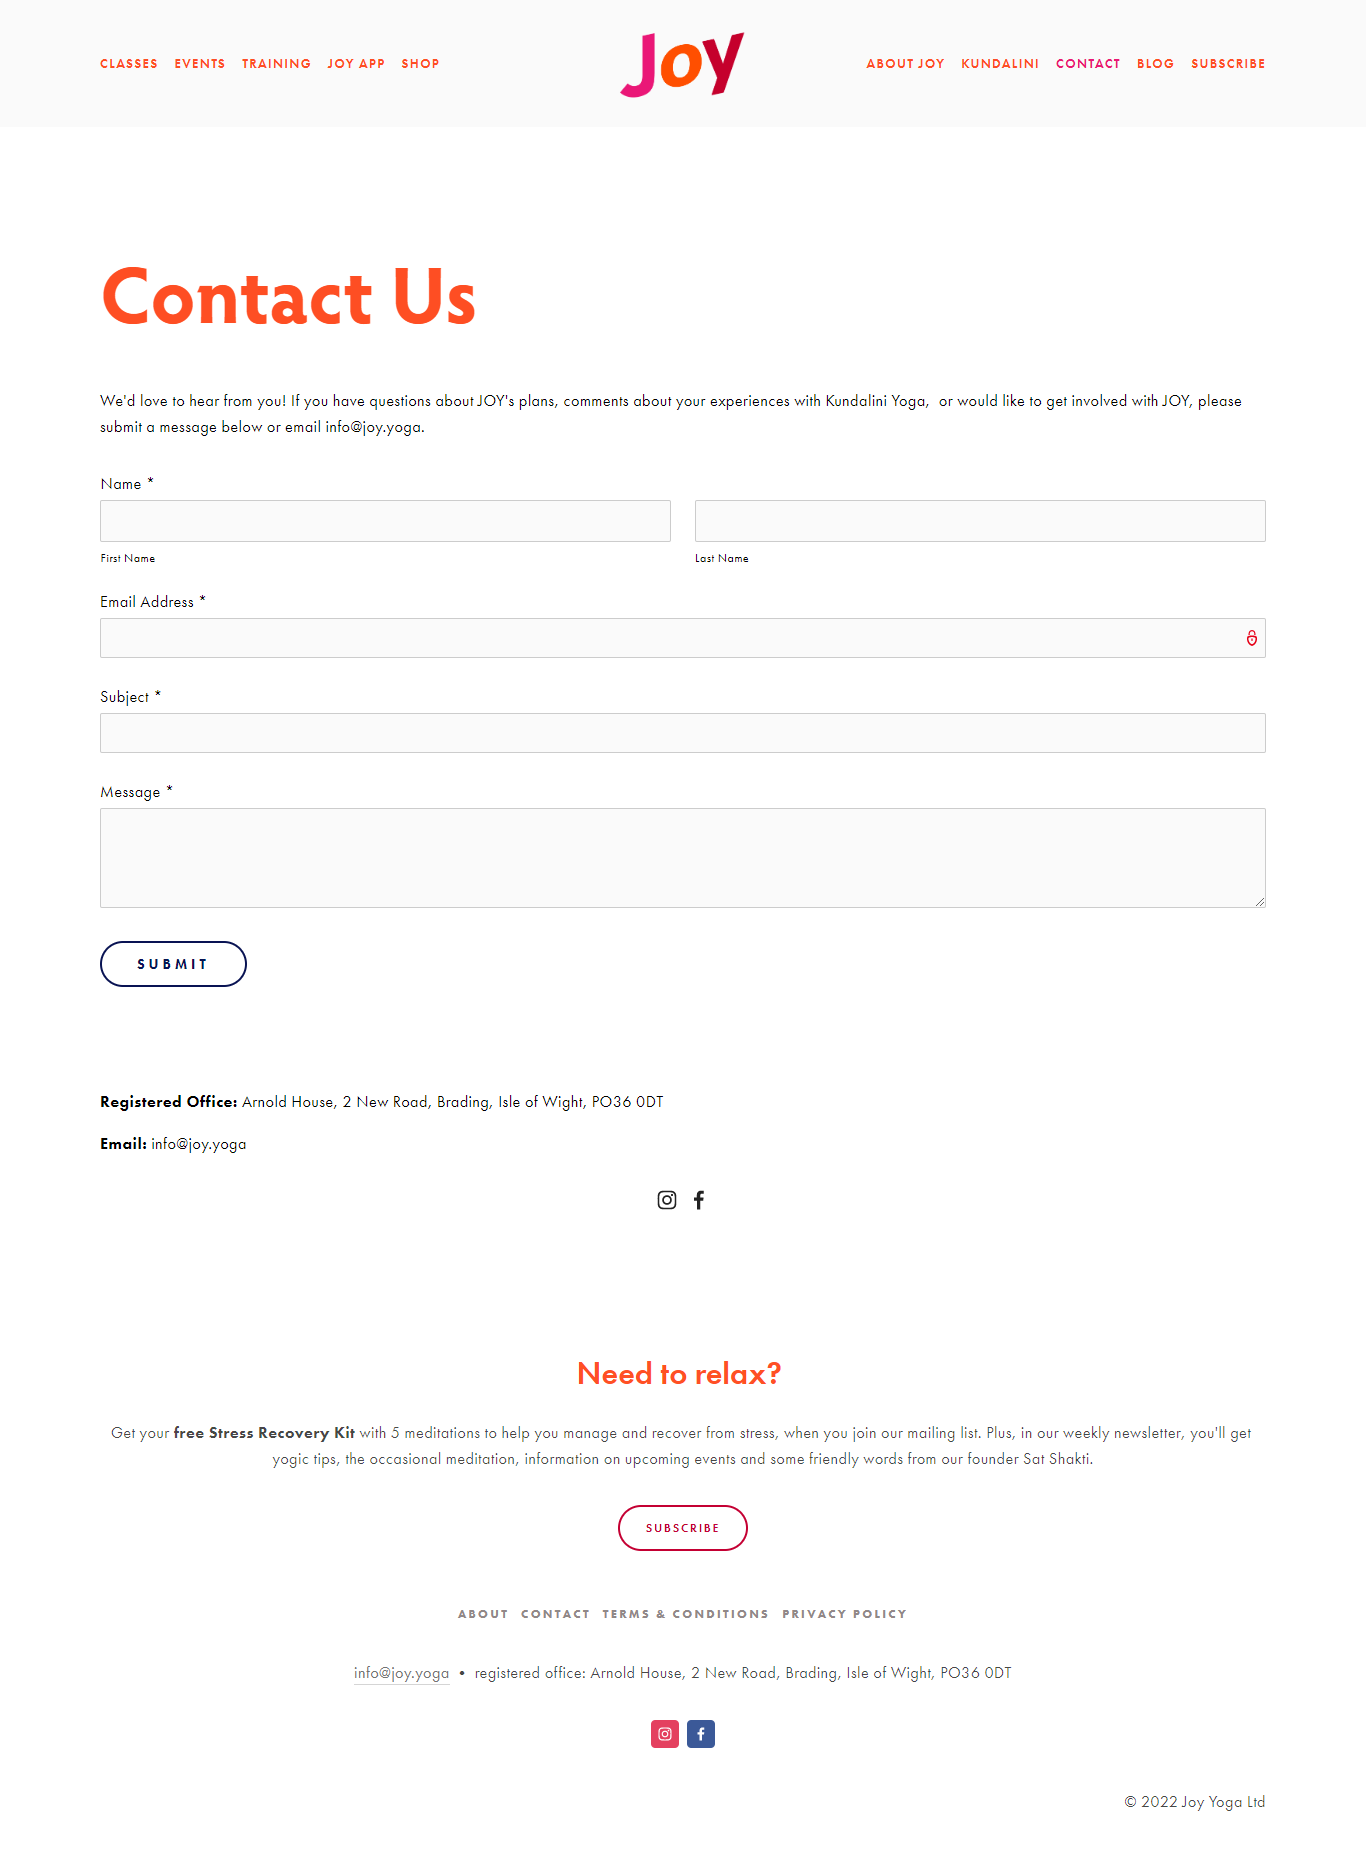 CLASSES EVENTS TRAINING JOY APP SHOP
Joy
ABOUT JOY KUNDALINI CONTACT BLOG SUBSCRIBE
Contact Us
We'd love to hear from you! If you have questions about JOY's plans, comments about your experiences with Kundalini Yoga,  or would like to get involved with JOY, please
submit a message below or email info@joy.yoga.
Name *
First Name
Last Name
Email Address *
Subject *
Message *
SUBMIT
Registered Office: Arnold House, 2 New Road, Brading, Isle of Wight, PO36 0DT
Email: info@joy.yoga
Need to relax?
Get your free Stress Recovery Kit with 5 meditations to help you manage and recover from stress, when you join our mailing list. Plus, in our weekly newsletter, you'll get
yogic tips, the occasional meditation, information on upcoming events and some friendly words from our founder Sat Shakti.
SUBSCRIBE
ABOUT CONTACT TERMS & CONDITIONS PRIVACY POLICY
info@joy.yoga • registered office: Arnold House, 2 New Road, Brading, Isle of Wight, PO36 0DT
© 2022 Joy Yoga Ltd